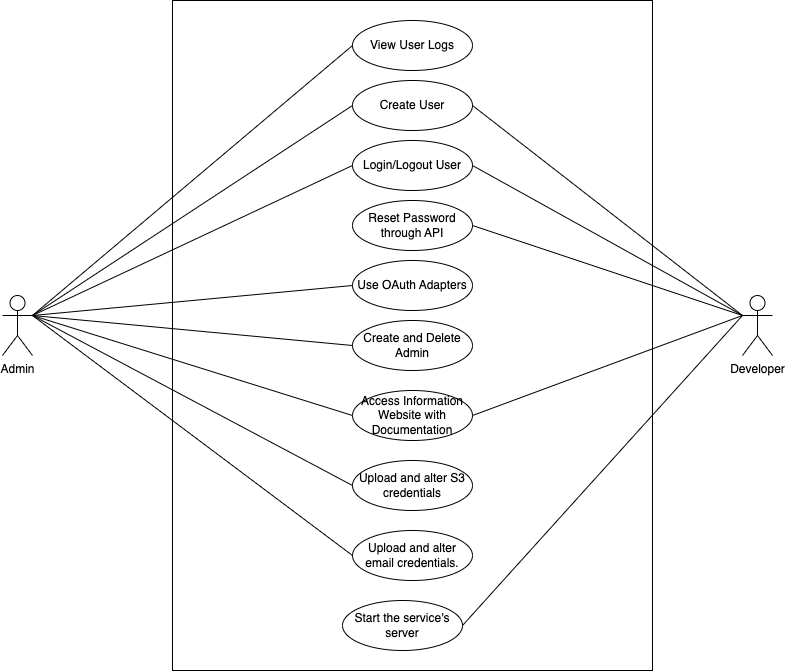 View User Logs
Create User
Login/Logout User
Reset Password
through API
Use OAuth Adapters
Create and Delete
Admin
Admin
Developer
Access Information
Website with
Documentation
Upload and alter S3
credentials
Upload and alter
email credentials.
Start the service's
server